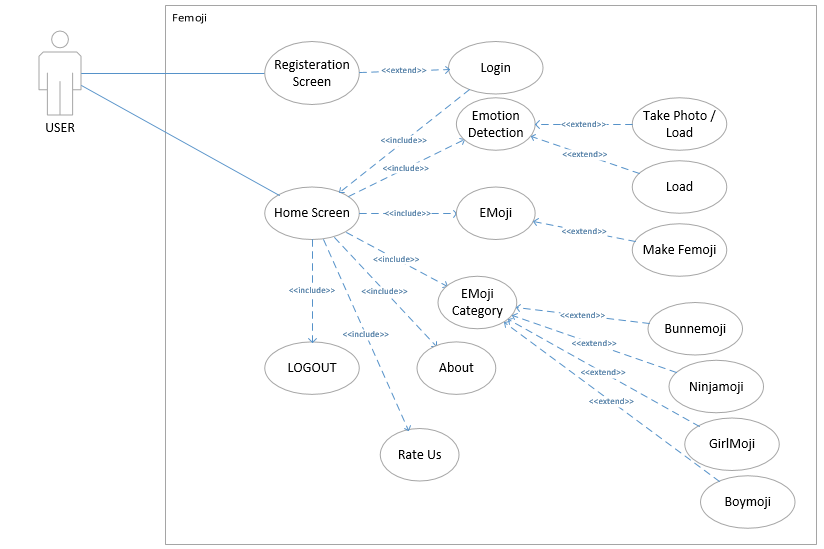 Femoji
Registeration
Screen
<<extend>>
Login
USER
Emotion
Detection
<<extend>>
Take Photo /
Load
<<include>>
<<include>>
<<extend>>
Load
Home Screen
<<include>>
EMoji
<<extend>>
Make Femoji
<<include>>
<<include>>
<<include>>
EMoji
Category
<<extend>>
Bunnemoji
<<include>>
<<extend>>
LOGOUT
About
<<extend>>
Ninjamoji
<<extend>>
GirlMoji
Rate Us
Boymoji